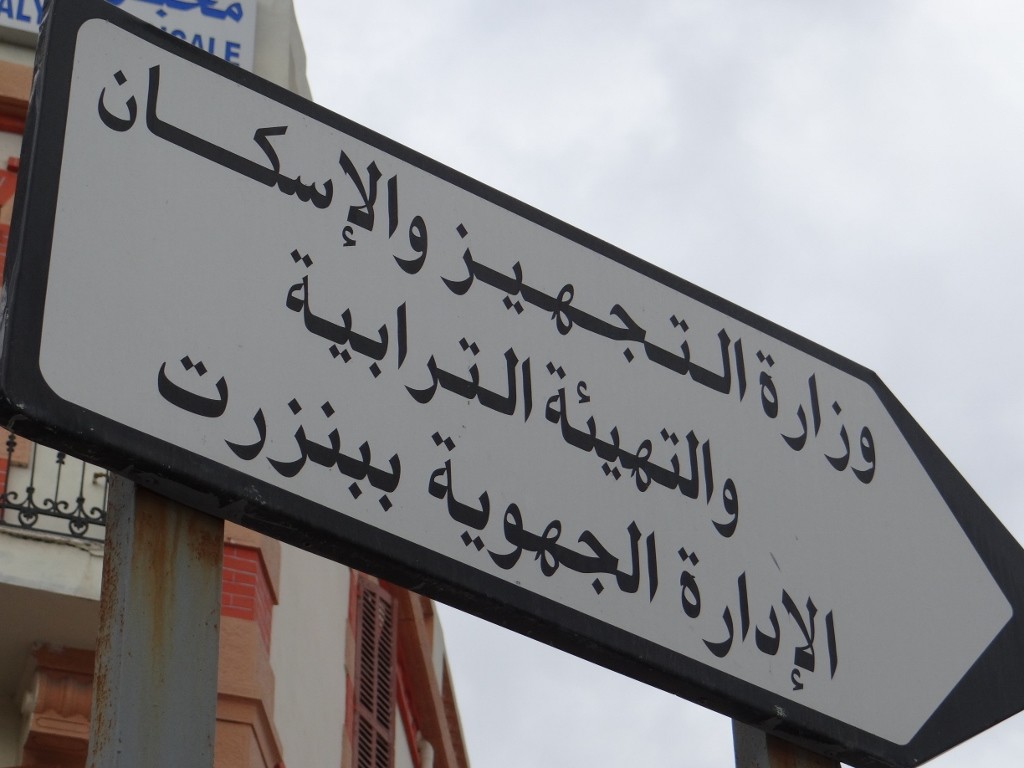 وزارة التجهيز والإسكان
والتهيئة الترابية
الإدارة الجهوية ببنزرت